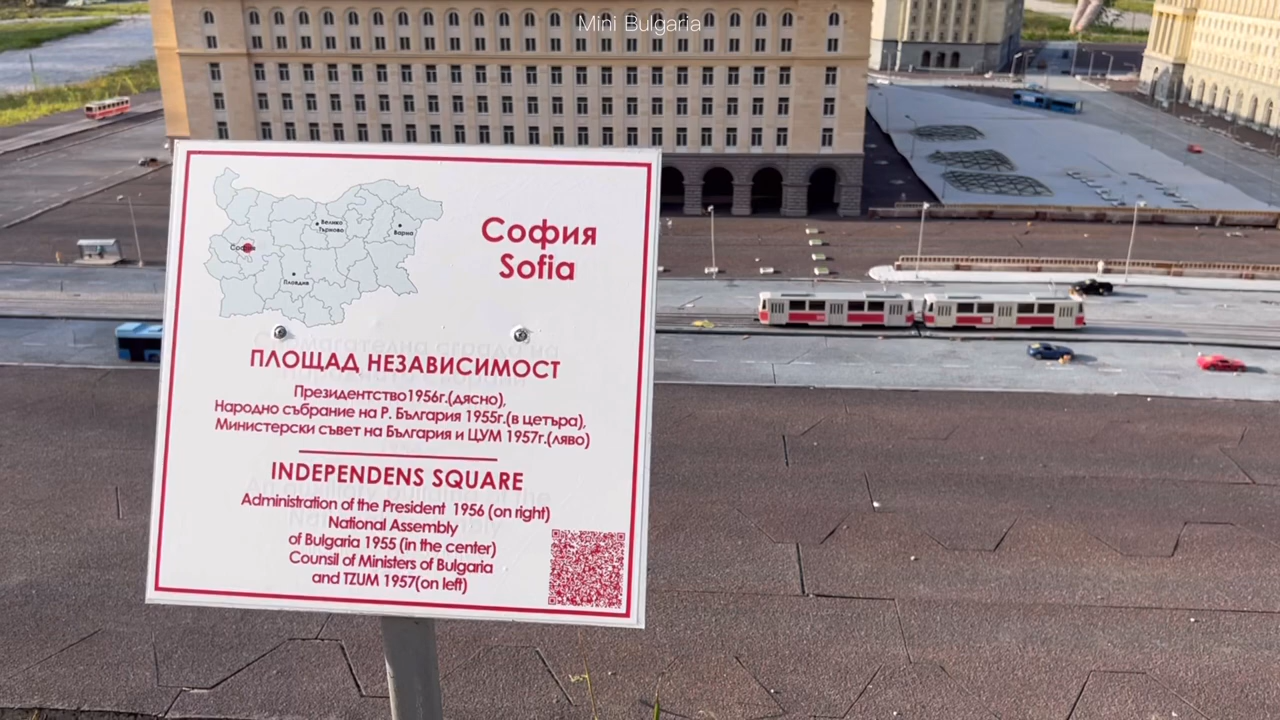 Mini Bulgaria
Велико
Търново
Варна
София
Пловдив
София
Sofia
ПЛОЩАД НЕЗАВИСИМОСТ
Президентство1956г.(дясно),
Народно събрание на Р. България 1955г.(в цетъра),
Министерски съвет на България и ЦУМ 1957г.(ляво)
INDEPENDENS SQUARE
Administration of the President 1956 (on right)
National Assembly
of Bulgaria 1955 (in the center)
Counsil of Ministers of Bulgaria
and TZUM 1957(on left)